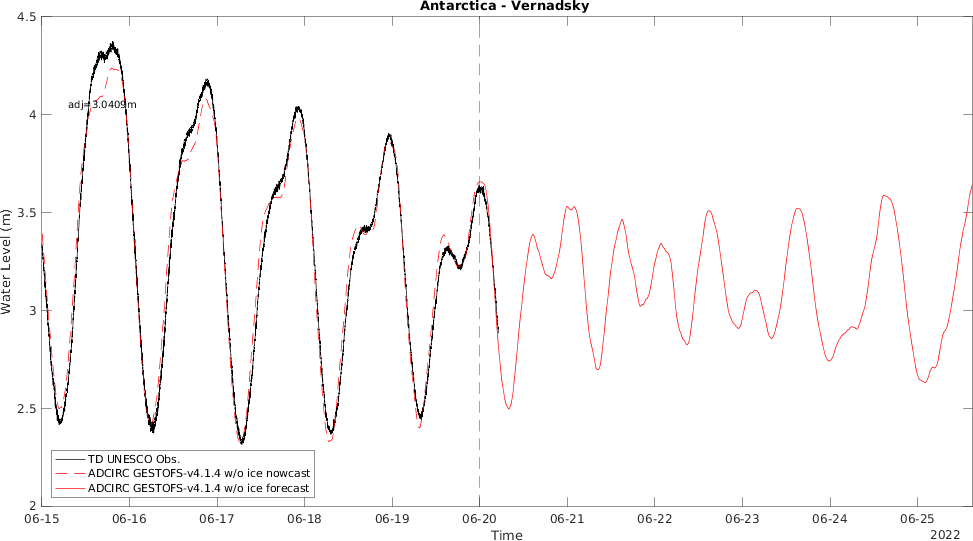 Antarctica - Vernadsky
4.5
4
3.5
3
2.5
2
Water Level (m)
adj=3.0409m
TD UNESCO Obs.
ADCIRC GESTOFS-v4.1.4 w/o ice nowcast
ADCIRC GESTOFS-v4.1.4 w/o ice forecast
06-15 06-16 06-17 06-18 06-19 06-20 06-21 06-22 06-23 06-24 06-25
Time
2022